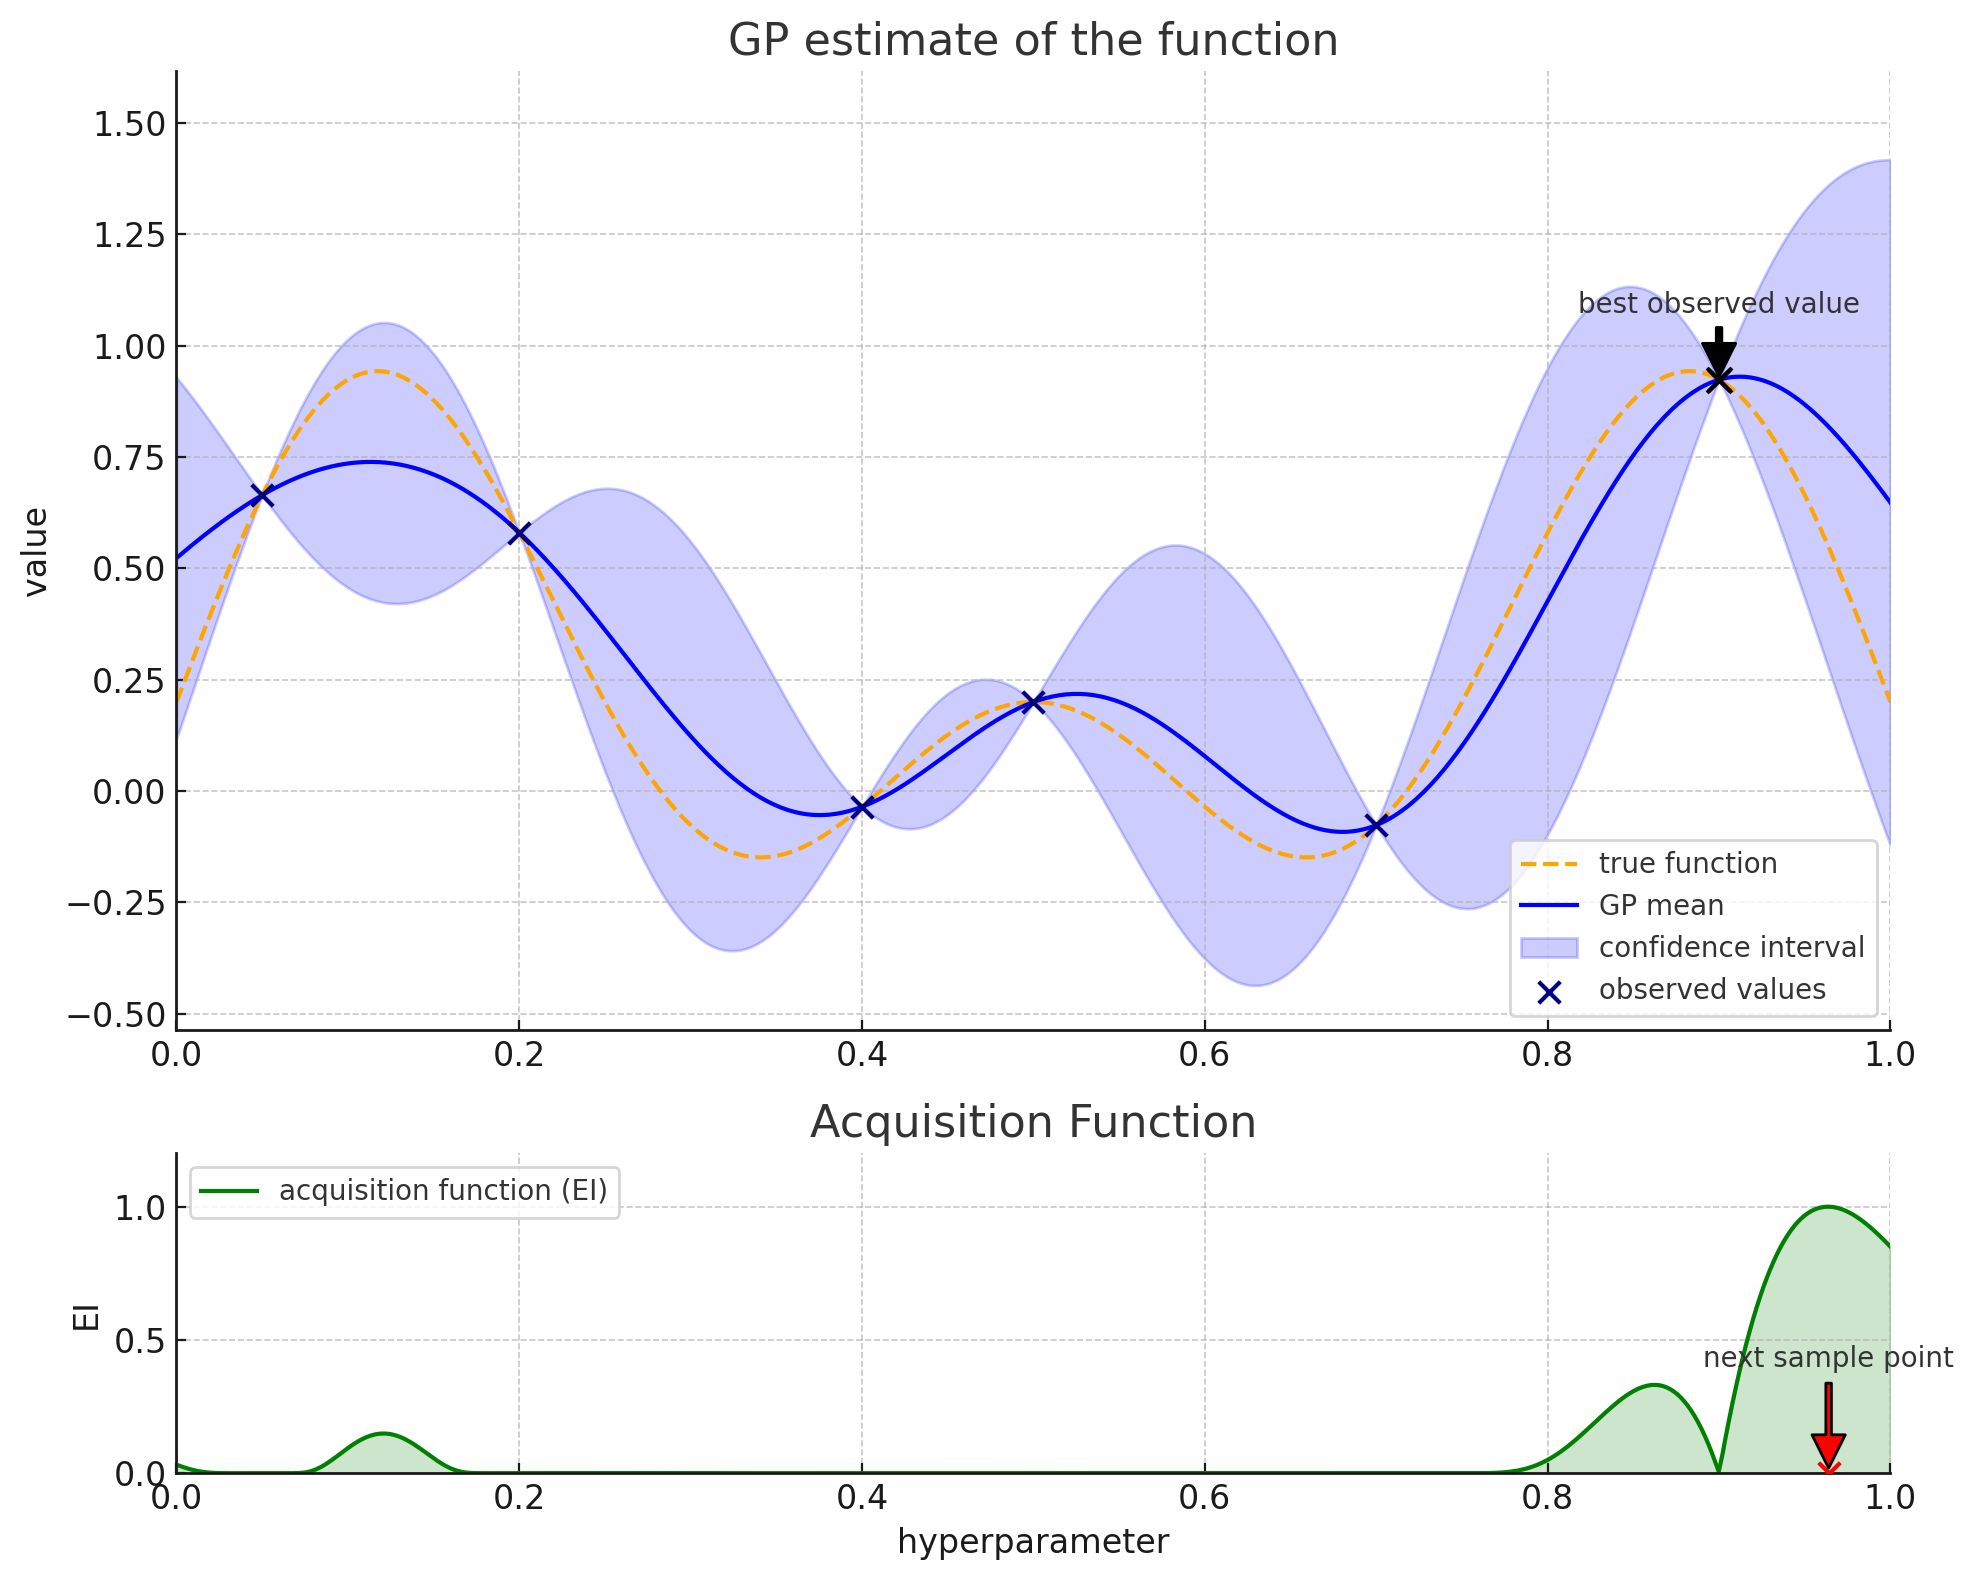 GP estimate of the function
value
1.50
1.25
1.00
0.75
0.50
0.25
0.00
−0.25
−0.50
best observed value
true function
GP mean
confidence interval
observed values
0.0 0.2 0.4 0.6 0.8 1.0
Acquisition Function
EI
1.0
0.5
0.0
acquisition function (EI)
next sample point
0.0 0.2 0.4 0.6 0.8 1.0
hyperparameter